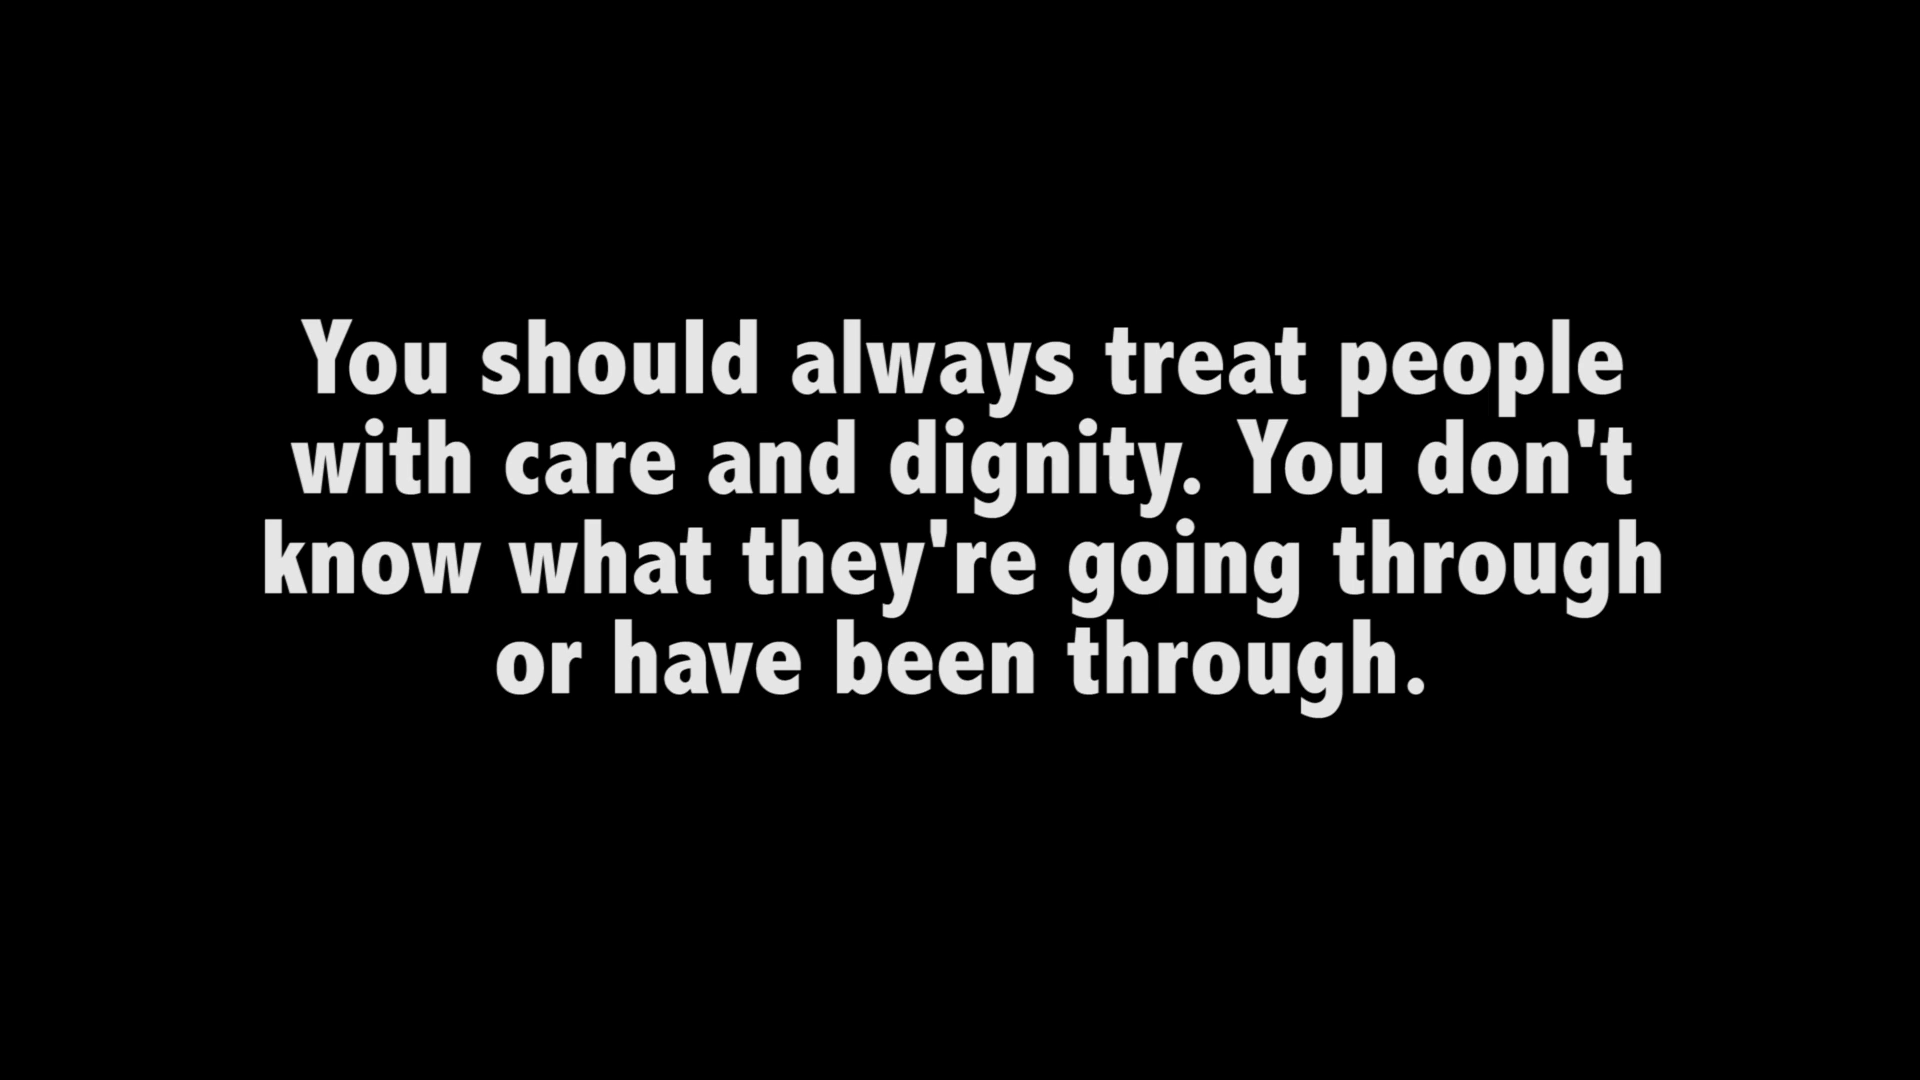 You should always treat people
with care and dignity. You don't
know what they're going through
or have been through.